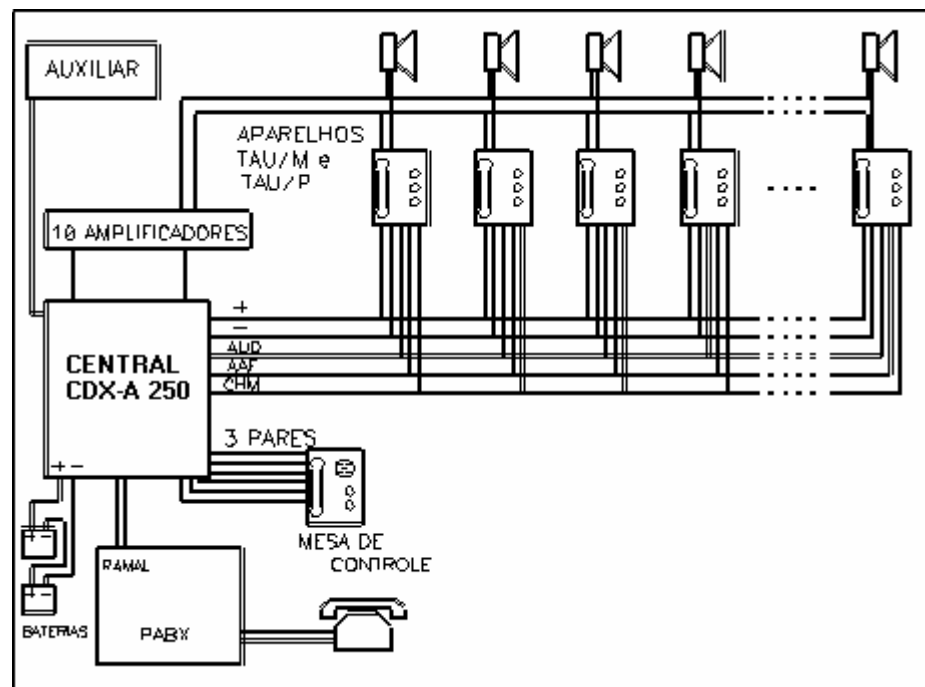 AUXILIAR
APARELHOS
TAU/M e
TAU/P
10 AMPLIFICADORES
+
-
AUD
AAF
CHM
CENTRAL
CDX-A 250
+ -
3 PARES
MESA DE
CONTROLE
RAMAL
PABX
BATERIAS